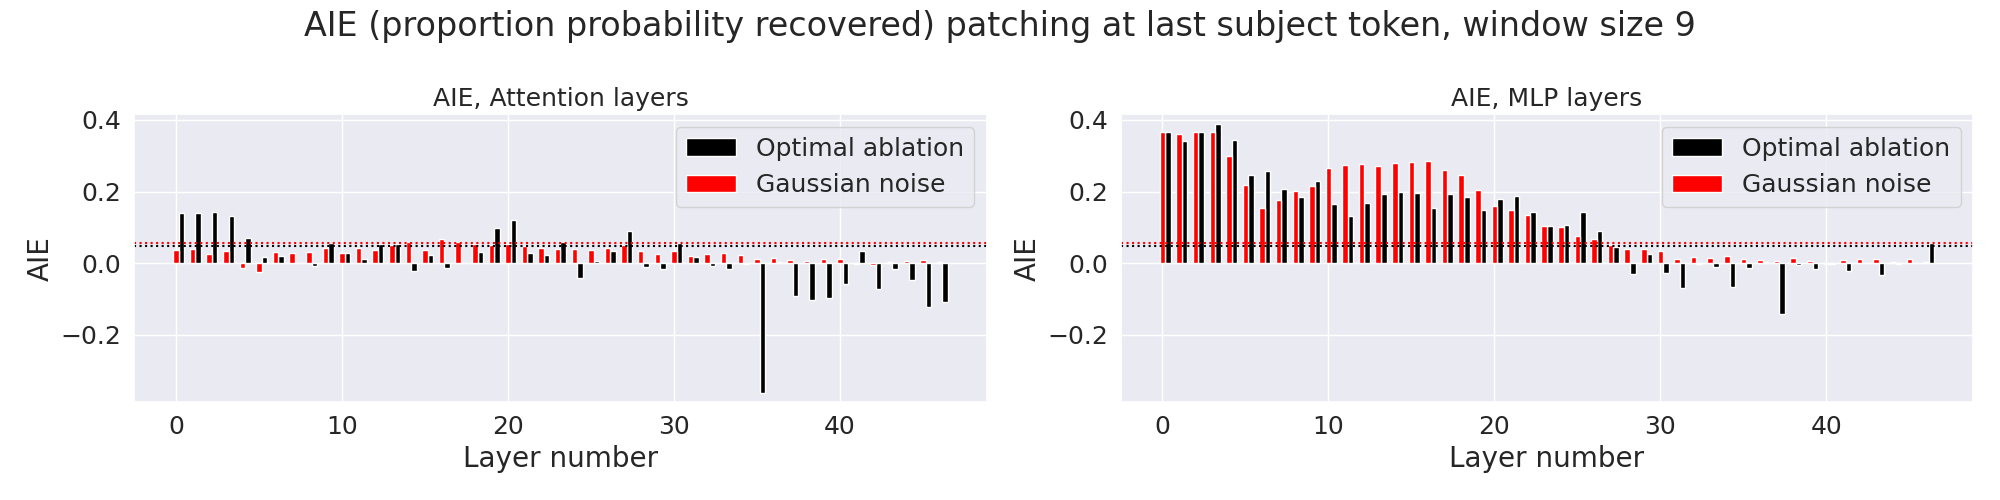 AIE (proportion probability recovered) patching at last subject token, window size 9
AIE, Attention layers
0.4
0.2
0.0
−0.2
AIE
Optimal ablation
Gaussian noise
0 10 20 30 40
Layer number
AIE, MLP layers
0.4
0.2
0.0
−0.2
AIE
Optimal ablation
Gaussian noise
0 10 20 30 40
Layer number